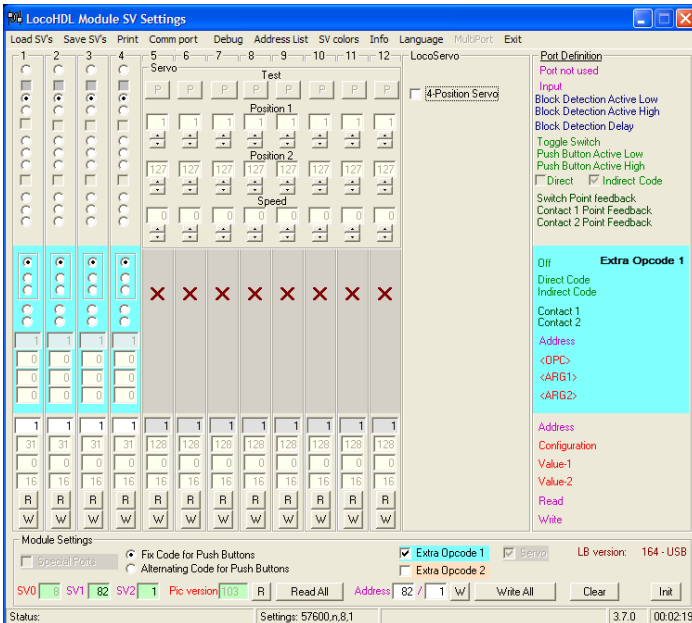 LocoHDL Module SV Settings
Load SV's Save SV's Print Comm port Debug Address List SV colors Info Language MultiPort Exit
1 2 3 4 5 6 7 8 9 10 11 12 LocoServo Port Definition
Servo
Test
P P P P P P P P
4-Position Servo
Position 1
1 1 1 1 1 1 1 1
Position 2
127 127 127 127 127 127 127 127
Speed
0 0 0 0 0 0 0 0
Port not used
Input
Block Detection Active Low
Block Detection Active High
Block Detection Delay
Toggle Switch
Push Button Active Low
Push Button Active High
Direct Indirect Code
Switch Point feedback
Contact 1 Point Feedback
Contact 2 Point Feedback
Off Extra Opcode 1
Direct Code
Indirect Code
Contact 1
Contact 2
1 1 1 1 Address
0 0 0 0 <OPC>
0 0 0 0 <ARG1>
0 0 0 0 <ARG2>
1 1 1 1 1 1 1 1 1 1 1 1 Address
31 31 31 31 128 128 128 128 128 128 128 128 Configuration
0 0 0 0 0 0 0 0 0 0 0 0 Value-1
16 16 16 16 16 16 16 16 16 16 16 16 Value-2
R R R R R R R R R R R R Read
W W W W W W W W W W W W Write
Module Settings
Special Ports Fix Code for Push Buttons Extra Opcode 1 Servo LB version: 164 - USB
Alternating Code for Push Buttons Extra Opcode 2
SV0 8 SV1 82 SV2 1 Pic version 103 R Read All Address 82 / 1 W Write All Clear Init
Status: Settings: 57600,n,8,1 3.7.0 00:02:19